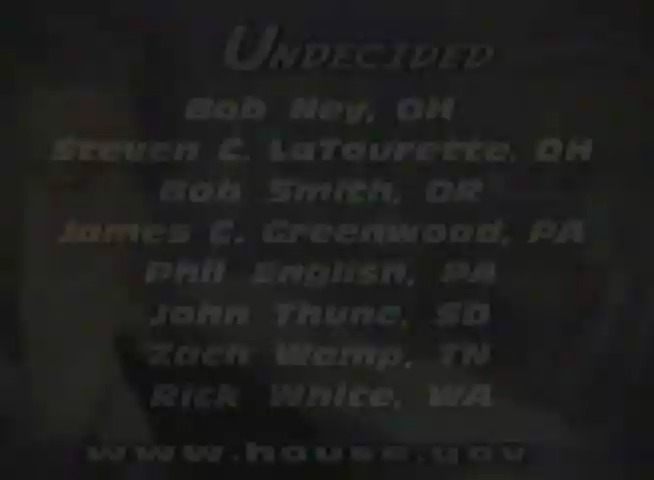 UNDECIDED
Bob Ney, OH
Steven C. LaTourette, OH
Bob Smith, OR
James C. Greenwood, PA
Phil English, PA
John Thune, SD
Zach Wamp, TN
Rick White, WA
www.house.gov